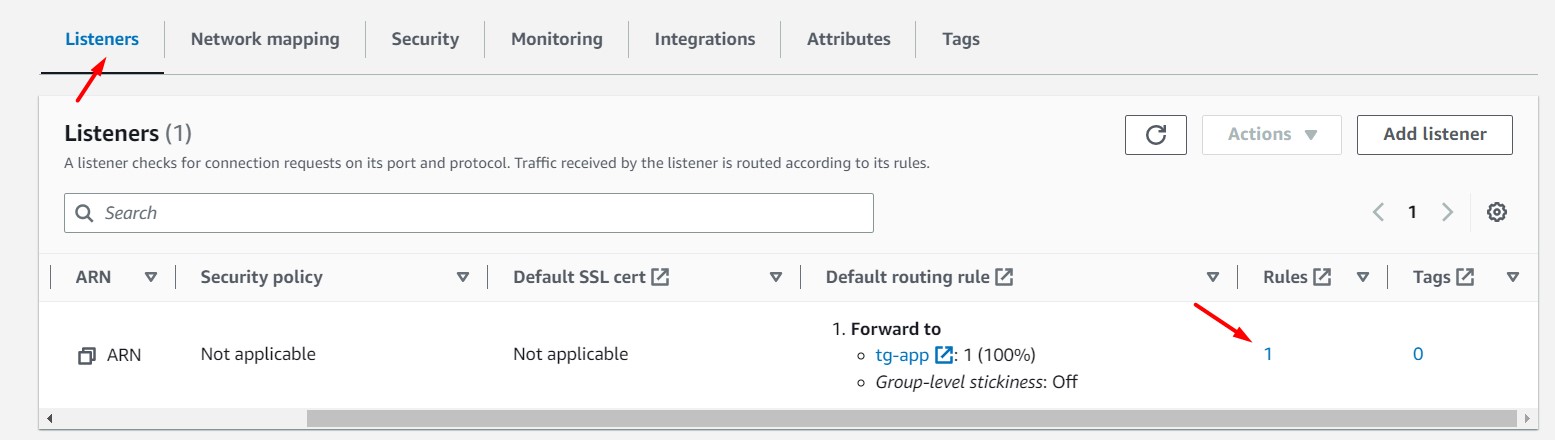 Listeners Network mapping Security Monitoring Integrations Attributes Tags
Listeners (1)
Actions Add listener
A listener checks for connection requests on its port and protocol. Traffic received by the listener is routed according to its rules.
Search
1
ARN Security policy Default SSL cert Default routing rule Rules Tags
1. Forward to
ARN Not applicable Not applicable tg-app : 1 (100%) 1 0
Group-level stickiness: Off